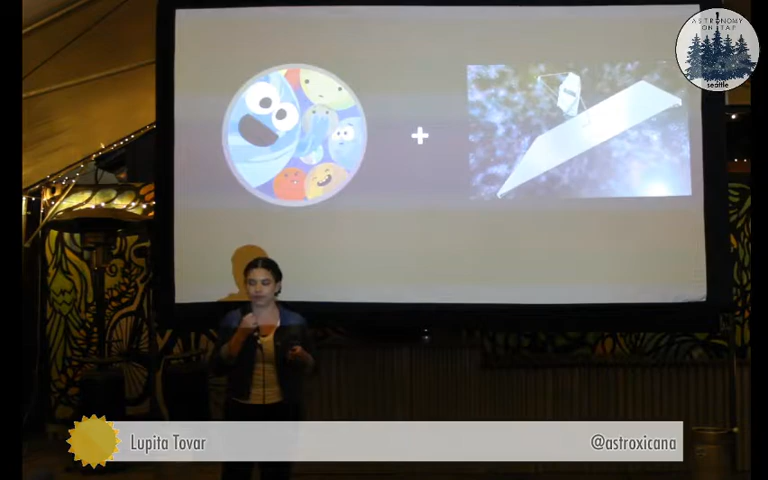 ASTRONOMY
ON TAP
seattle
+
Lupita Tovar
@astroxicana